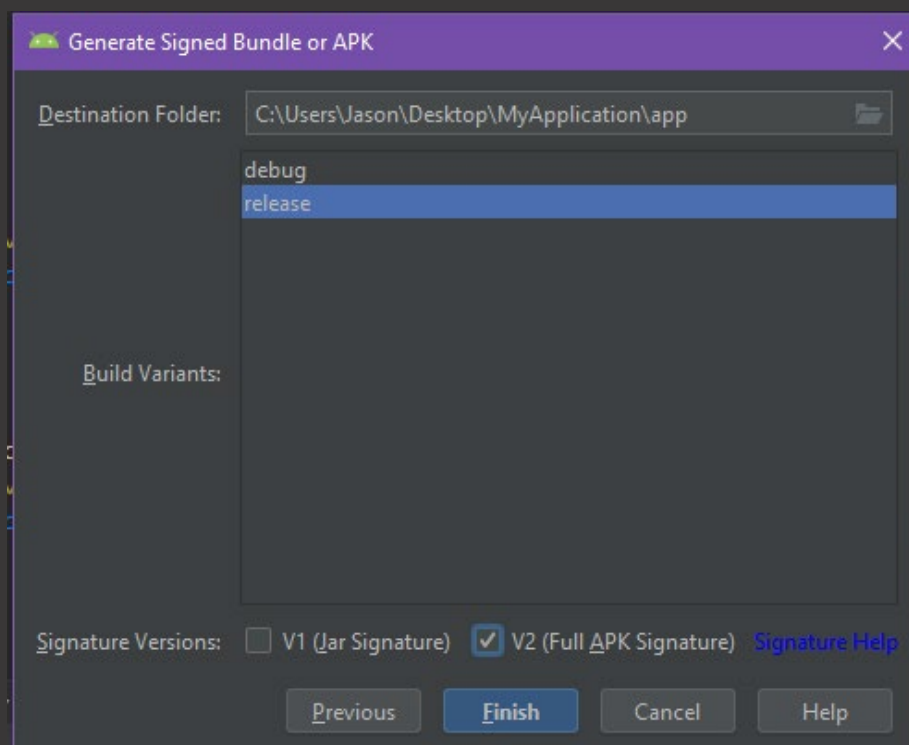 Generate Signed Bundle or APK
Destination Folder: C:\Users\Jason\Desktop\MyApplication\app
debug
release
Build Variants:
Signature Versions: V1 (Jar Signature) V2 (Full APK Signature) Signature Help
Previous Finish Cancel Help